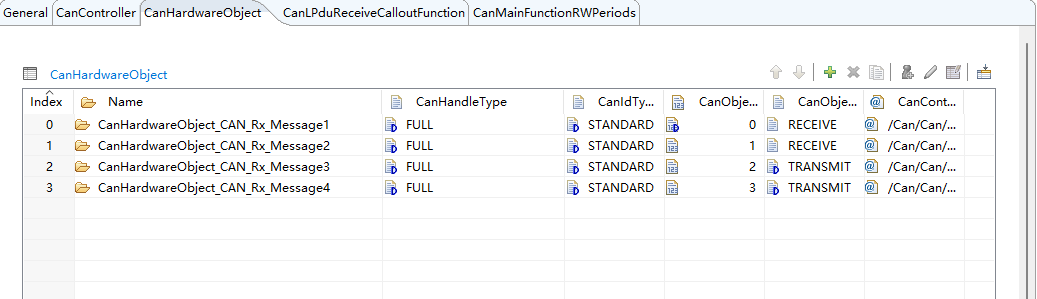 General CanController CanHardwareObject CanLPduReceiveCalloutFunction CanMainFunctionRWPeriods
CanHardwareObject
Index Name CanHandleType CanIdTy... CanObje... CanObje... CanCont...
0 CanHardwareObject_CAN_Rx_Message1 FULL STANDARD 0 RECEIVE /Can/Can/...
1 CanHardwareObject_CAN_Rx_Message2 FULL STANDARD 1 RECEIVE /Can/Can/...
2 CanHardwareObject_CAN_Rx_Message3 FULL STANDARD 2 TRANSMIT /Can/Can/...
3 CanHardwareObject_CAN_Rx_Message4 FULL STANDARD 3 TRANSMIT /Can/Can/...